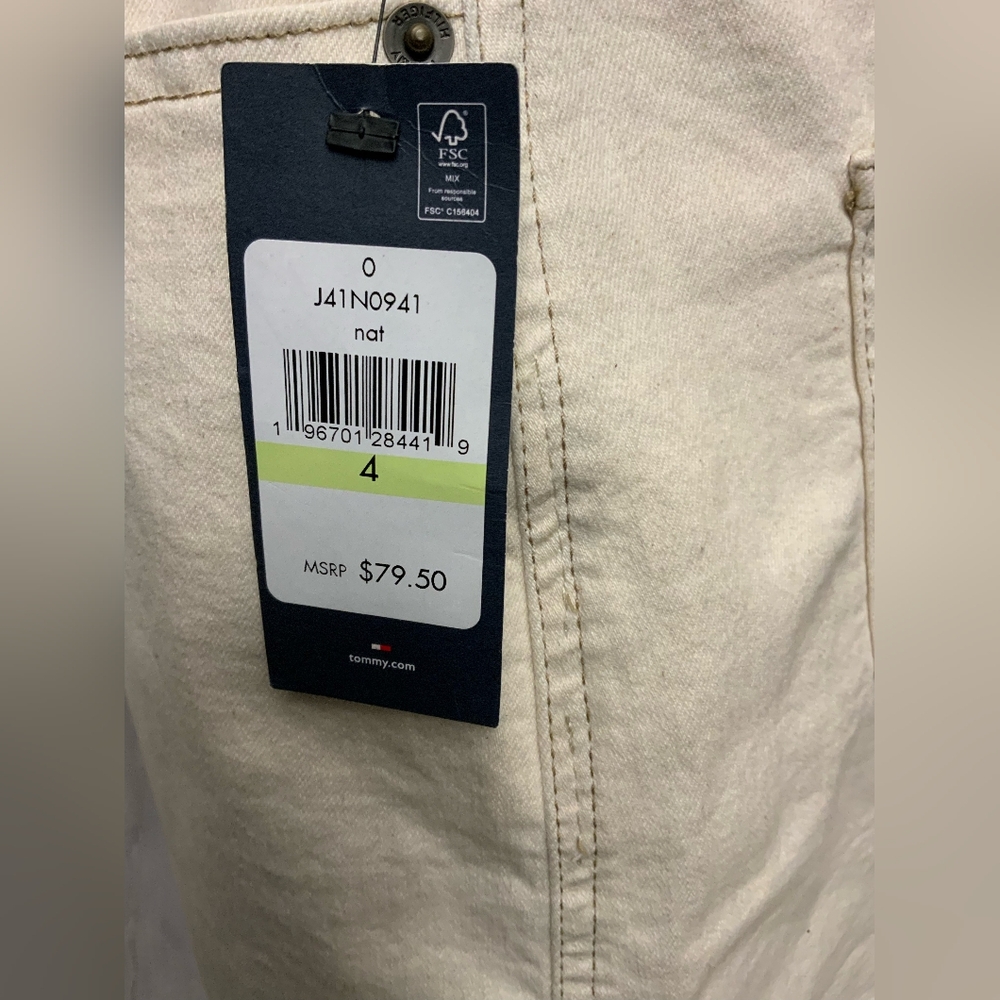 HILFIGER
FSC
www.fsc.org
MIX
From responsible
sources
FSC® C156404
0
J41N0941
nat
1 96701 28441 9
4
MSRP $79.50
tommy.com